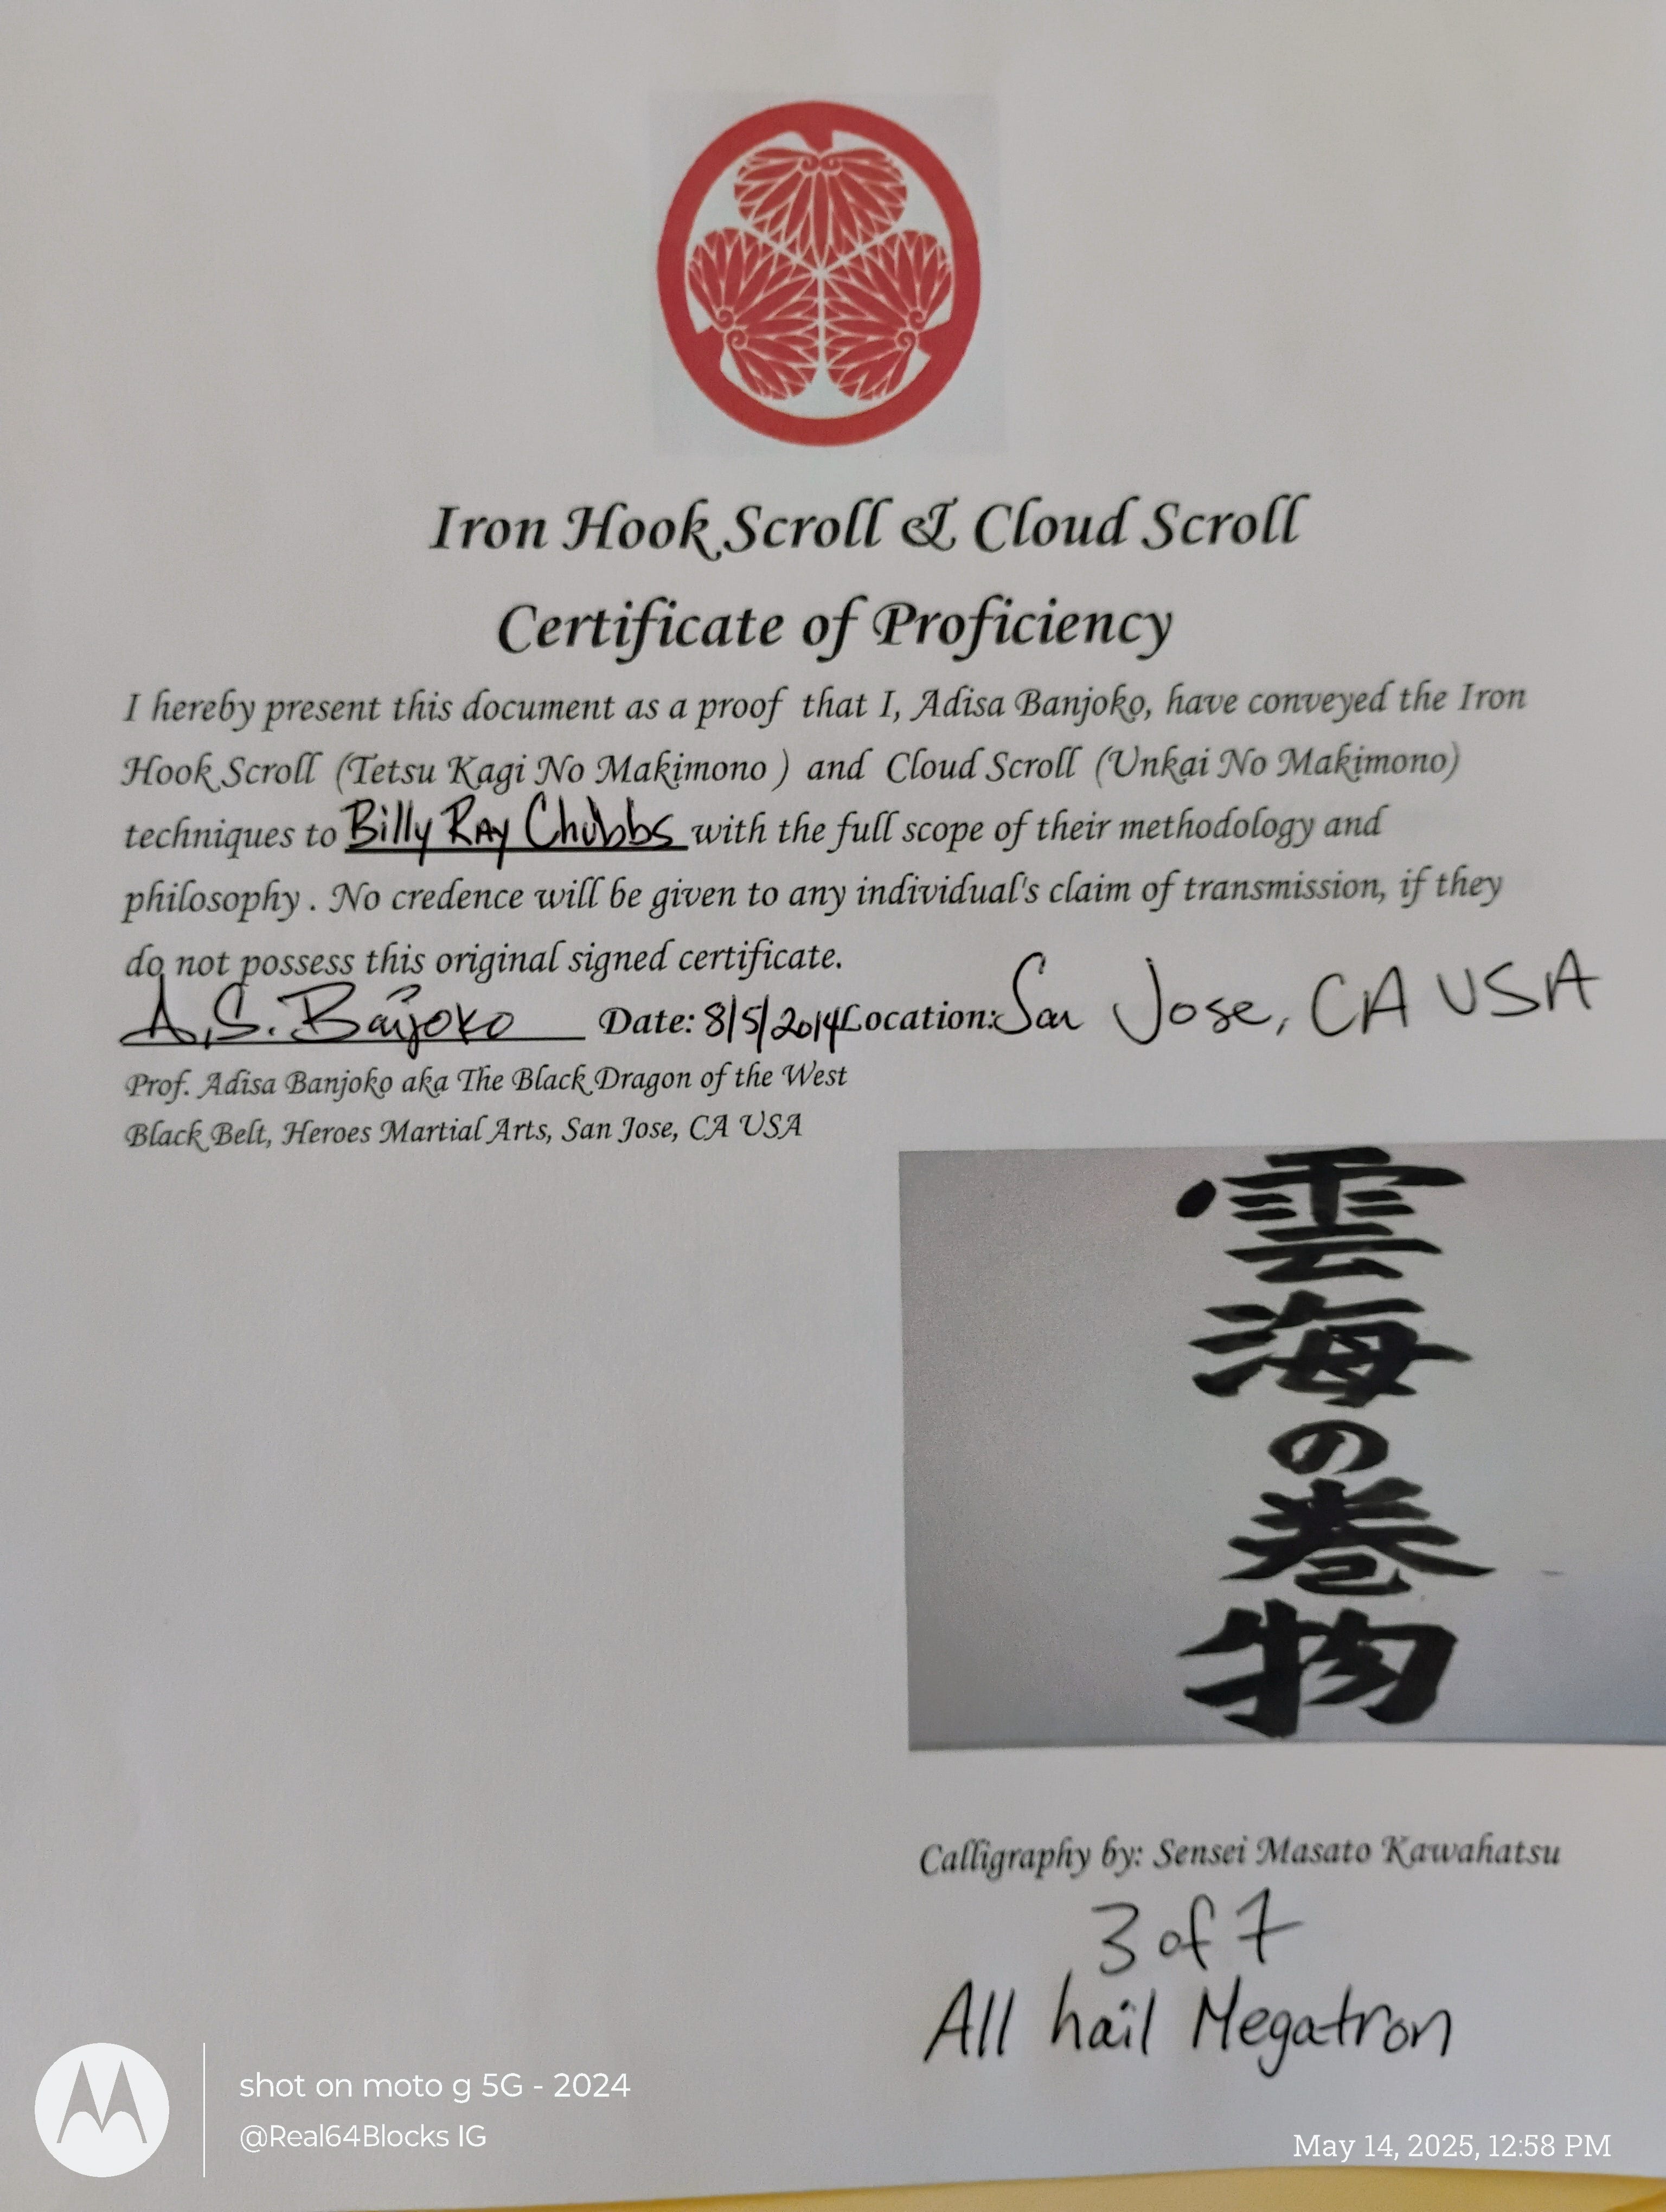 Iron Hook Scroll & Cloud Scroll
Certificate of Proficiency
I hereby present this document as a proof that I, Adisa Banjoko, have conveyed the Iron
Hook Scroll (Tetsu Kagi No Makimono ) and Cloud Scroll (Unkai No Makimono)
techniques to Billy Ray Chubbs with the full scope of their methodology and
philosophy . No credence will be given to any individual's claim of transmission, if they
do not possess this original signed certificate.
A.S. Banjoko Date: 8/5/2014 Location: San Jose, CA USA
Prof. Adisa Banjoko aka The Black Dragon of the West
Black Belt, Heroes Martial Arts, San Jose, CA USA
雲海の巻物
Calligraphy by: Sensei Masato Kawahatsu
3 of 7
All hail Megatron
shot on moto g 5G - 2024
@Real64Blocks IG
May 14, 2025, 12:58 PM